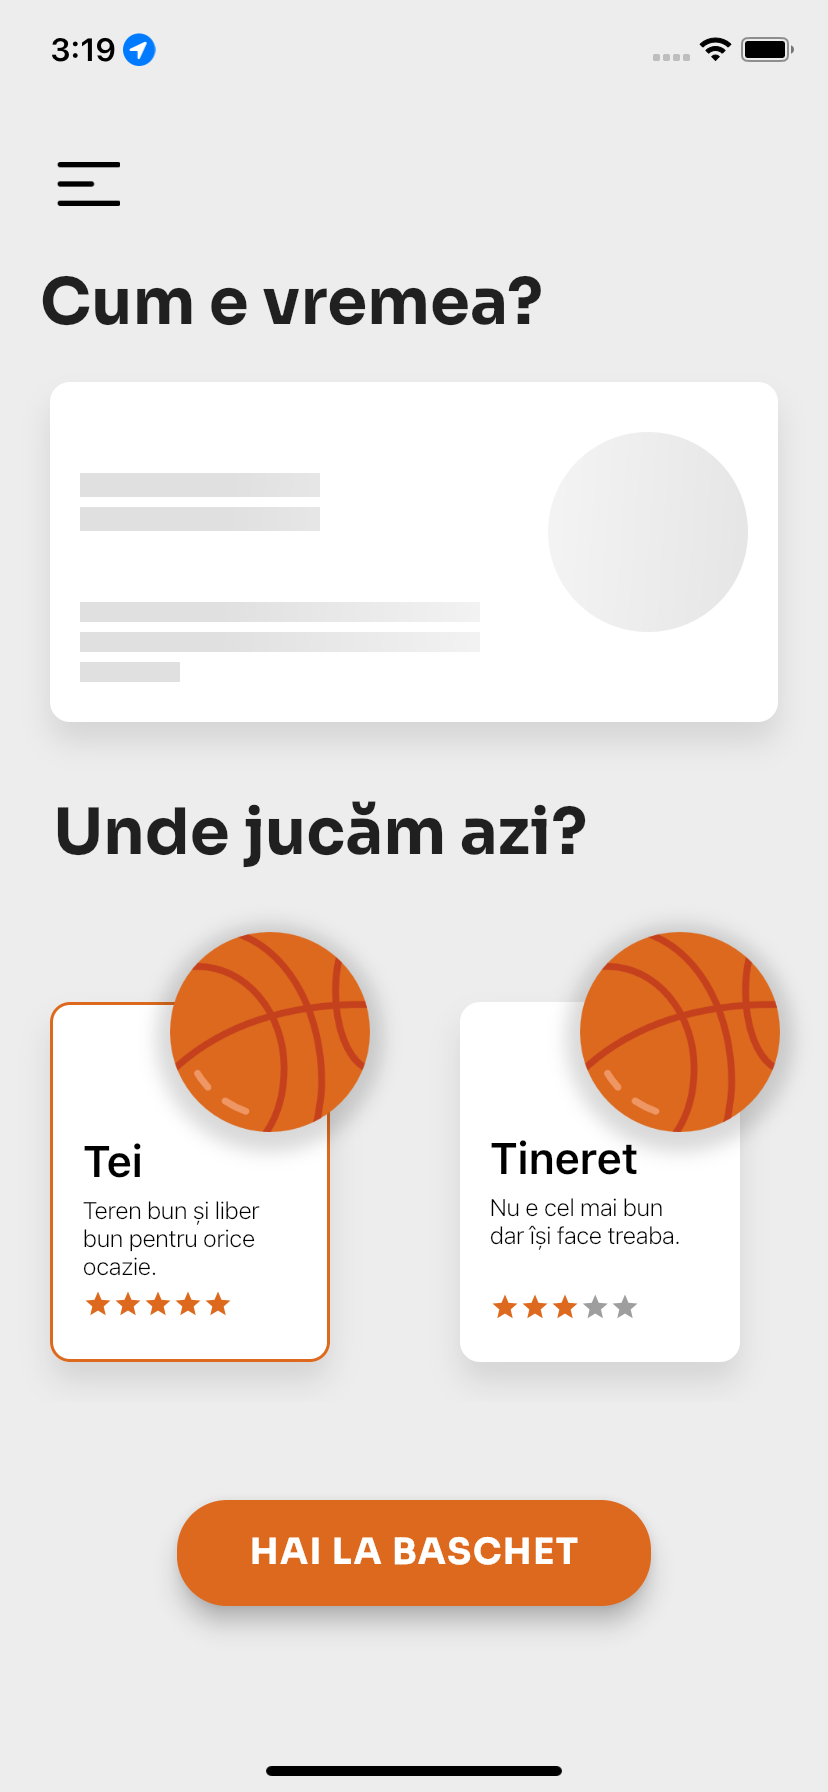 3:19
Cum e vremea?
Unde jucăm azi?
Tei
Teren bun și liber
bun pentru orice
ocazie.
Tineret
Nu e cel mai bun
dar își face treaba.
HAI LA BASCHET